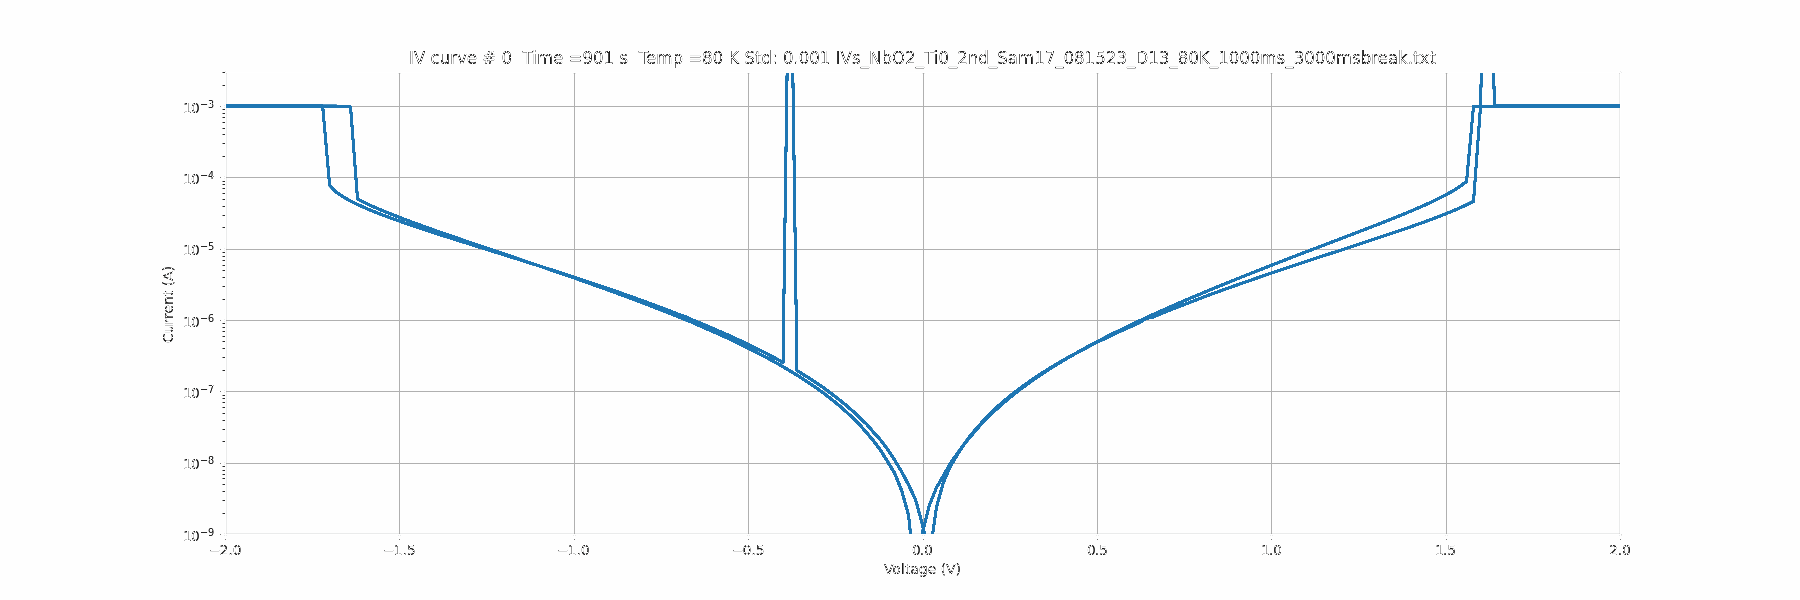 IV curve # 0 Time =901 s Temp =80 K Std: 0.001 IVs_NbO2_Ti0_2nd_Sam17_081523_D13_80K_1000ms_3000msbreak.txt
10⁻³
10⁻⁴
10⁻⁵
10⁻⁶
10⁻⁷
10⁻⁸
10⁻⁹
Current (A)
−2.0 −1.5 −1.0 −0.5 0.0 0.5 1.0 1.5 2.0
Voltage (V)